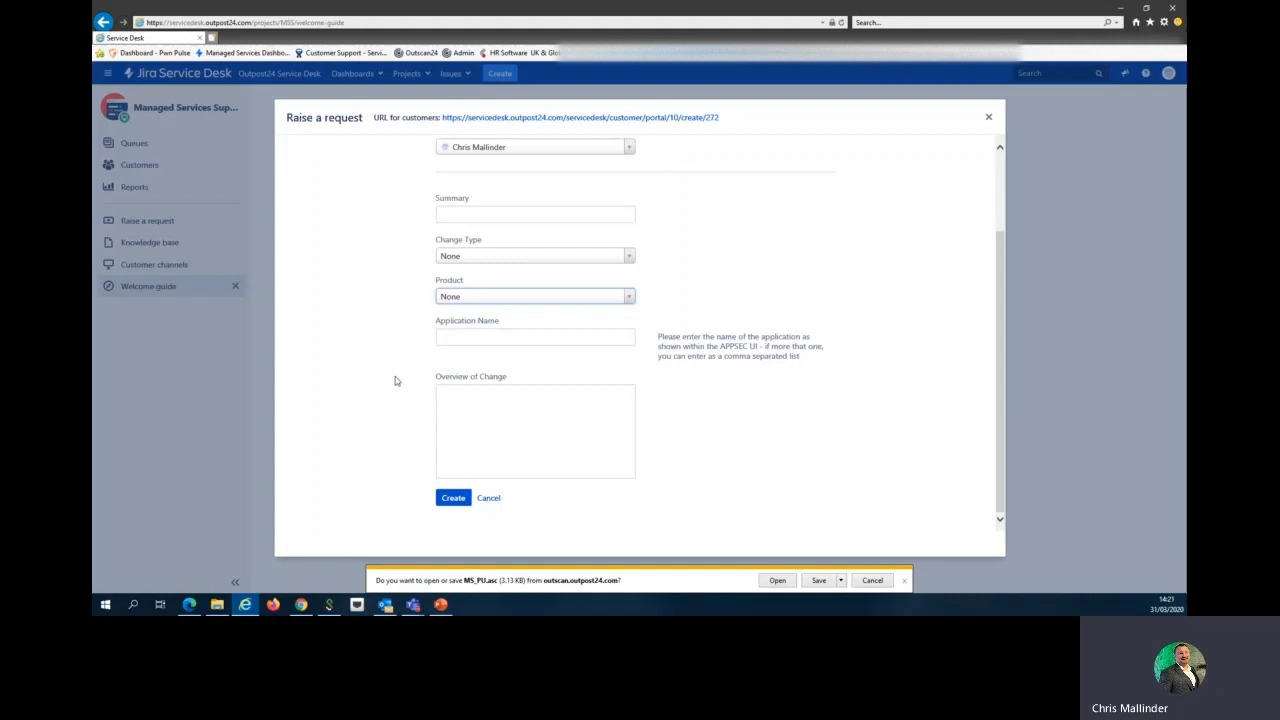 https://servicedesk.outpost24.com/projects/MSS/welcome-guide
Search...
Service Desk
Dashboard - Pwn Pulse
Managed Services Dashbo...
Customer Support - Servi...
Outscan24
Admin
HR Software UK & Glo
Jira Service Desk
Outpost24 Service Desk
Dashboards
Projects
Issues
Create
Search
Managed Services Sup...
Queues
Customers
Reports
Raise a request
Knowledge base
Customer channels
Welcome guide
Raise a request
URL for customers: https://servicedesk.outpost24.com/servicedesk/customer/portal/10/create/272
Chris Mallinder
Summary
Change Type
None
Product
None
Application Name
Please enter the name of the application as
shown within the APPSEC UI - if more that one,
you can enter as a comma separated list
Overview of Change
Create
Cancel
Do you want to open or save MS_PU.asc (3.13 KB) from outscan.outpost24.com?
Open
Save
Cancel
14:21
31/03/2020
Chris Mallinder